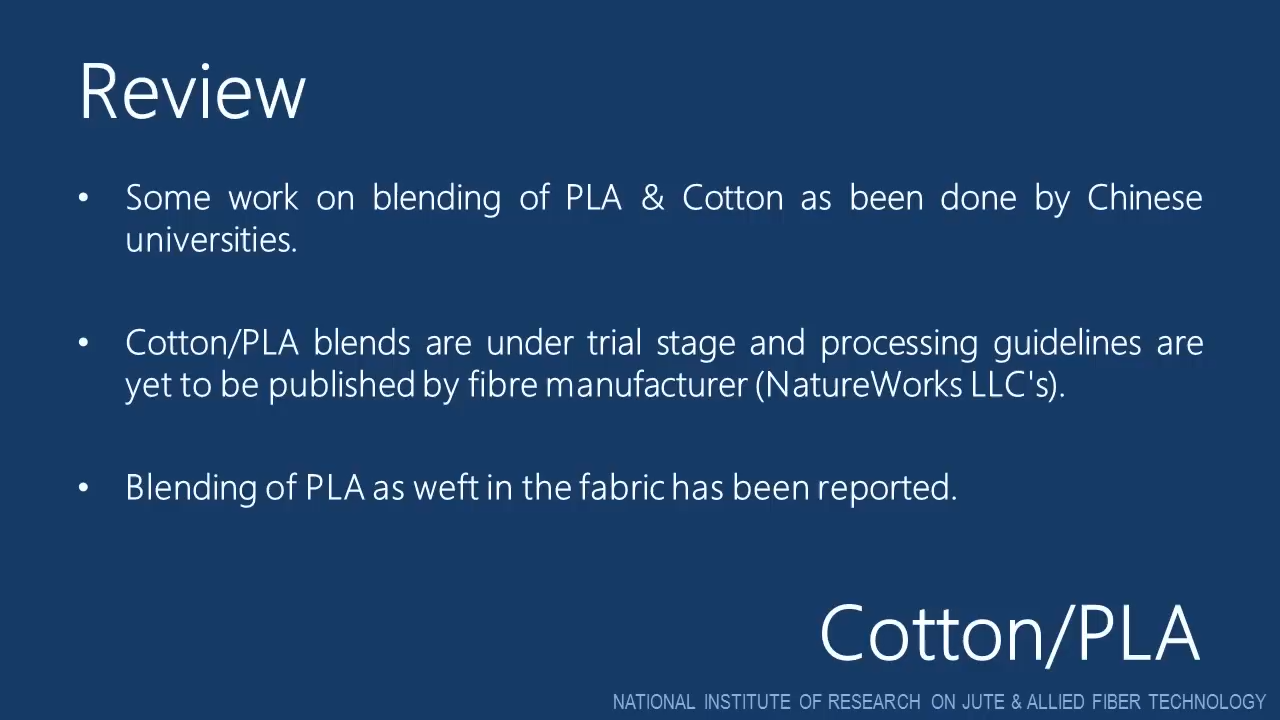 Review
• Some work on blending of PLA & Cotton as been done by Chinese
universities.
• Cotton/PLA blends are under trial stage and processing guidelines are
yet to be published by fibre manufacturer (NatureWorks LLC's).
• Blending of PLA as weft in the fabric has been reported.
Cotton/PLA
NATIONAL INSTITUTE OF RESEARCH ON JUTE & ALLIED FIBER TECHNOLOGY